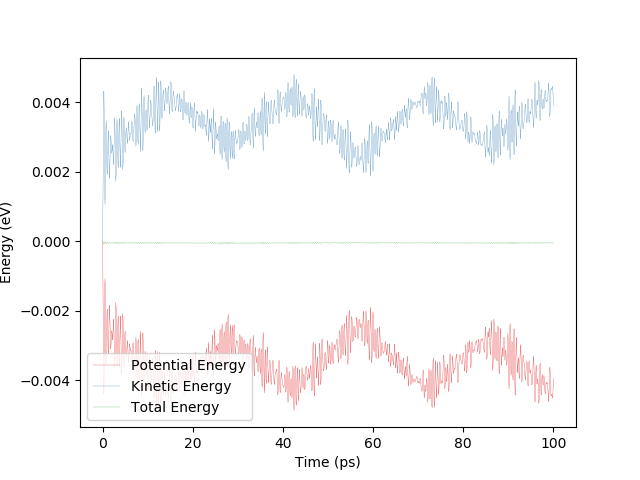 0.004
0.002
0.000
−0.002
−0.004
Energy (eV)
Potential Energy
Kinetic Energy
Total Energy
0 20 40 60 80 100
Time (ps)